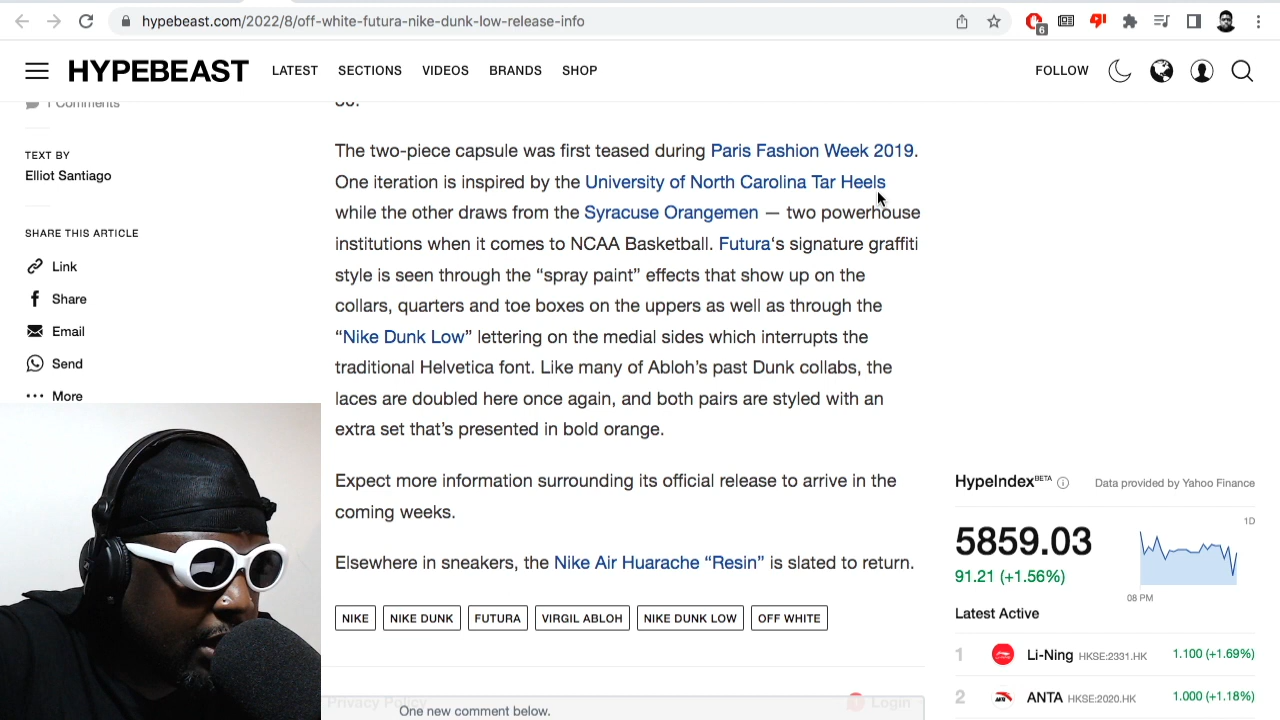 hypebeast.com/2022/8/off-white-futura-nike-dunk-low-release-info
6
HYPEBEAST
LATEST
SECTIONS
VIDEOS
BRANDS
SHOP
FOLLOW
1 Comments
TEXT BY
Elliot Santiago
SHARE THIS ARTICLE
Link
Share
Email
Send
More
The two-piece capsule was first teased during Paris Fashion Week 2019.
One iteration is inspired by the University of North Carolina Tar Heels
while the other draws from the Syracuse Orangemen — two powerhouse
institutions when it comes to NCAA Basketball. Futura‘s signature graffiti
style is seen through the “spray paint” effects that show up on the
collars, quarters and toe boxes on the uppers as well as through the
“Nike Dunk Low” lettering on the medial sides which interrupts the
traditional Helvetica font. Like many of Abloh’s past Dunk collabs, the
laces are doubled here once again, and both pairs are styled with an
extra set that’s presented in bold orange.
Expect more information surrounding its official release to arrive in the
coming weeks.
Elsewhere in sneakers, the Nike Air Huarache “Resin” is slated to return.
NIKE
NIKE DUNK
FUTURA
VIRGIL ABLOH
NIKE DUNK LOW
OFF WHITE
Privacy Policy
Login
One new comment below.
HypeIndex BETA
Data provided by Yahoo Finance
5859.03
91.21 (+1.56%)
1D
08 PM
Latest Active
1 Li-Ning HKSE:2331.HK 1.100 (+1.69%)
2 ANTA HKSE:2020.HK 1.000 (+1.18%)